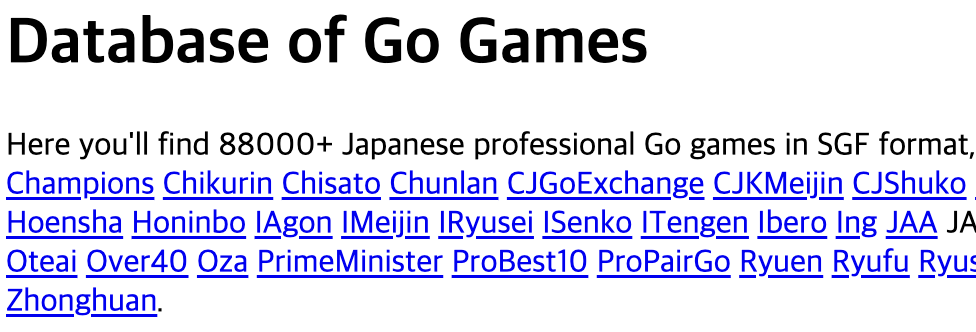 Database of Go Games
Here you'll find 88000+ Japanese professional Go games in SGF format,
Champions Chikurin Chisato Chunlan CJGoExchange CJKMeijin CJShuko
Hoensha Honinbo IAgon IMeijin IRyusei ISenko ITengen Ibero Ing JAA JA
Oteai Over40 Oza PrimeMinister ProBest10 ProPairGo Ryuen Ryufu Ryus
Zhonghuan.